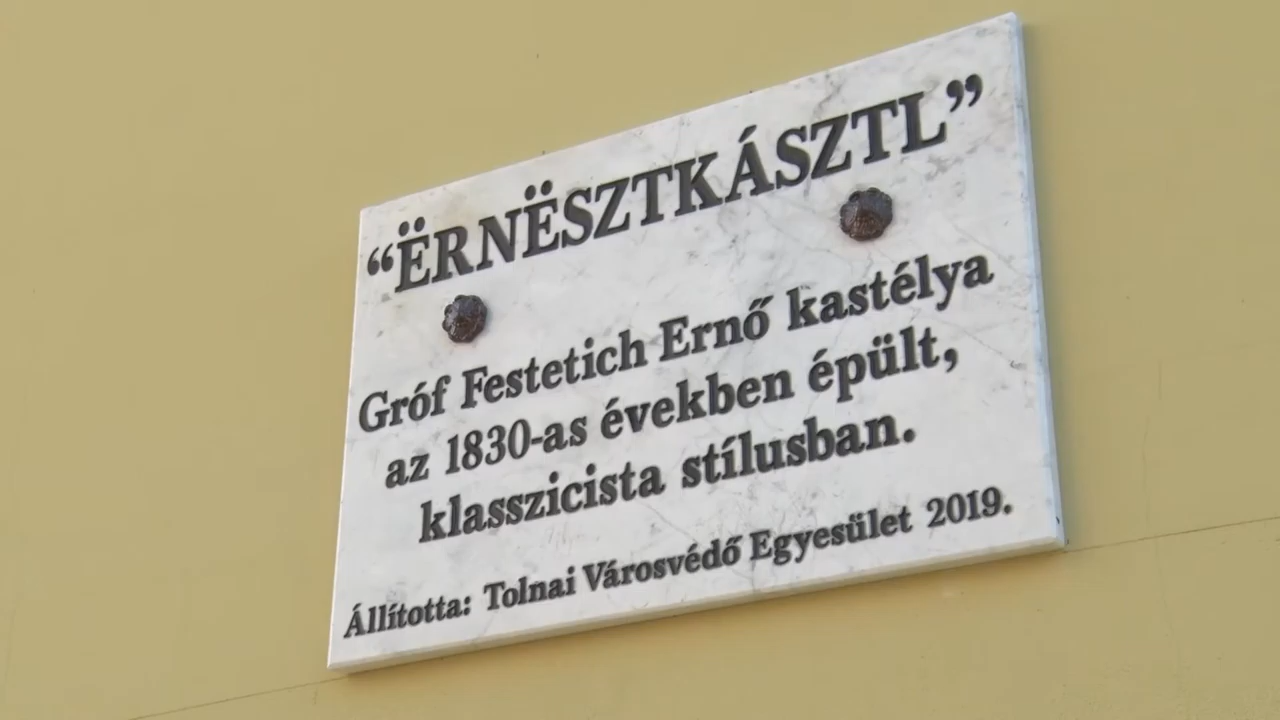 “ËRNËSZTKÁSZTL”
Gróf Festetich Ernő kastélya
az 1830-as években épült,
klasszicista stílusban.
Állította: Tolnai Városvédő Egyesület 2019.